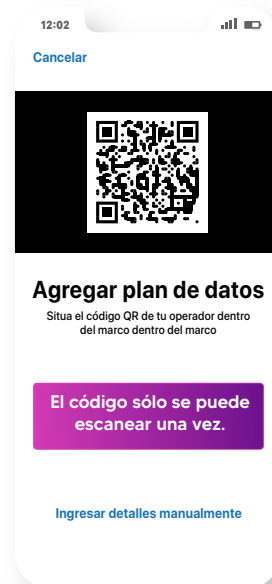 12:02
Cancelar
Agregar plan de datos
Situa el código QR de tu operador dentro
del marco dentro del marco
El código sólo se puede
escanear una vez.
Ingresar detalles manualmente